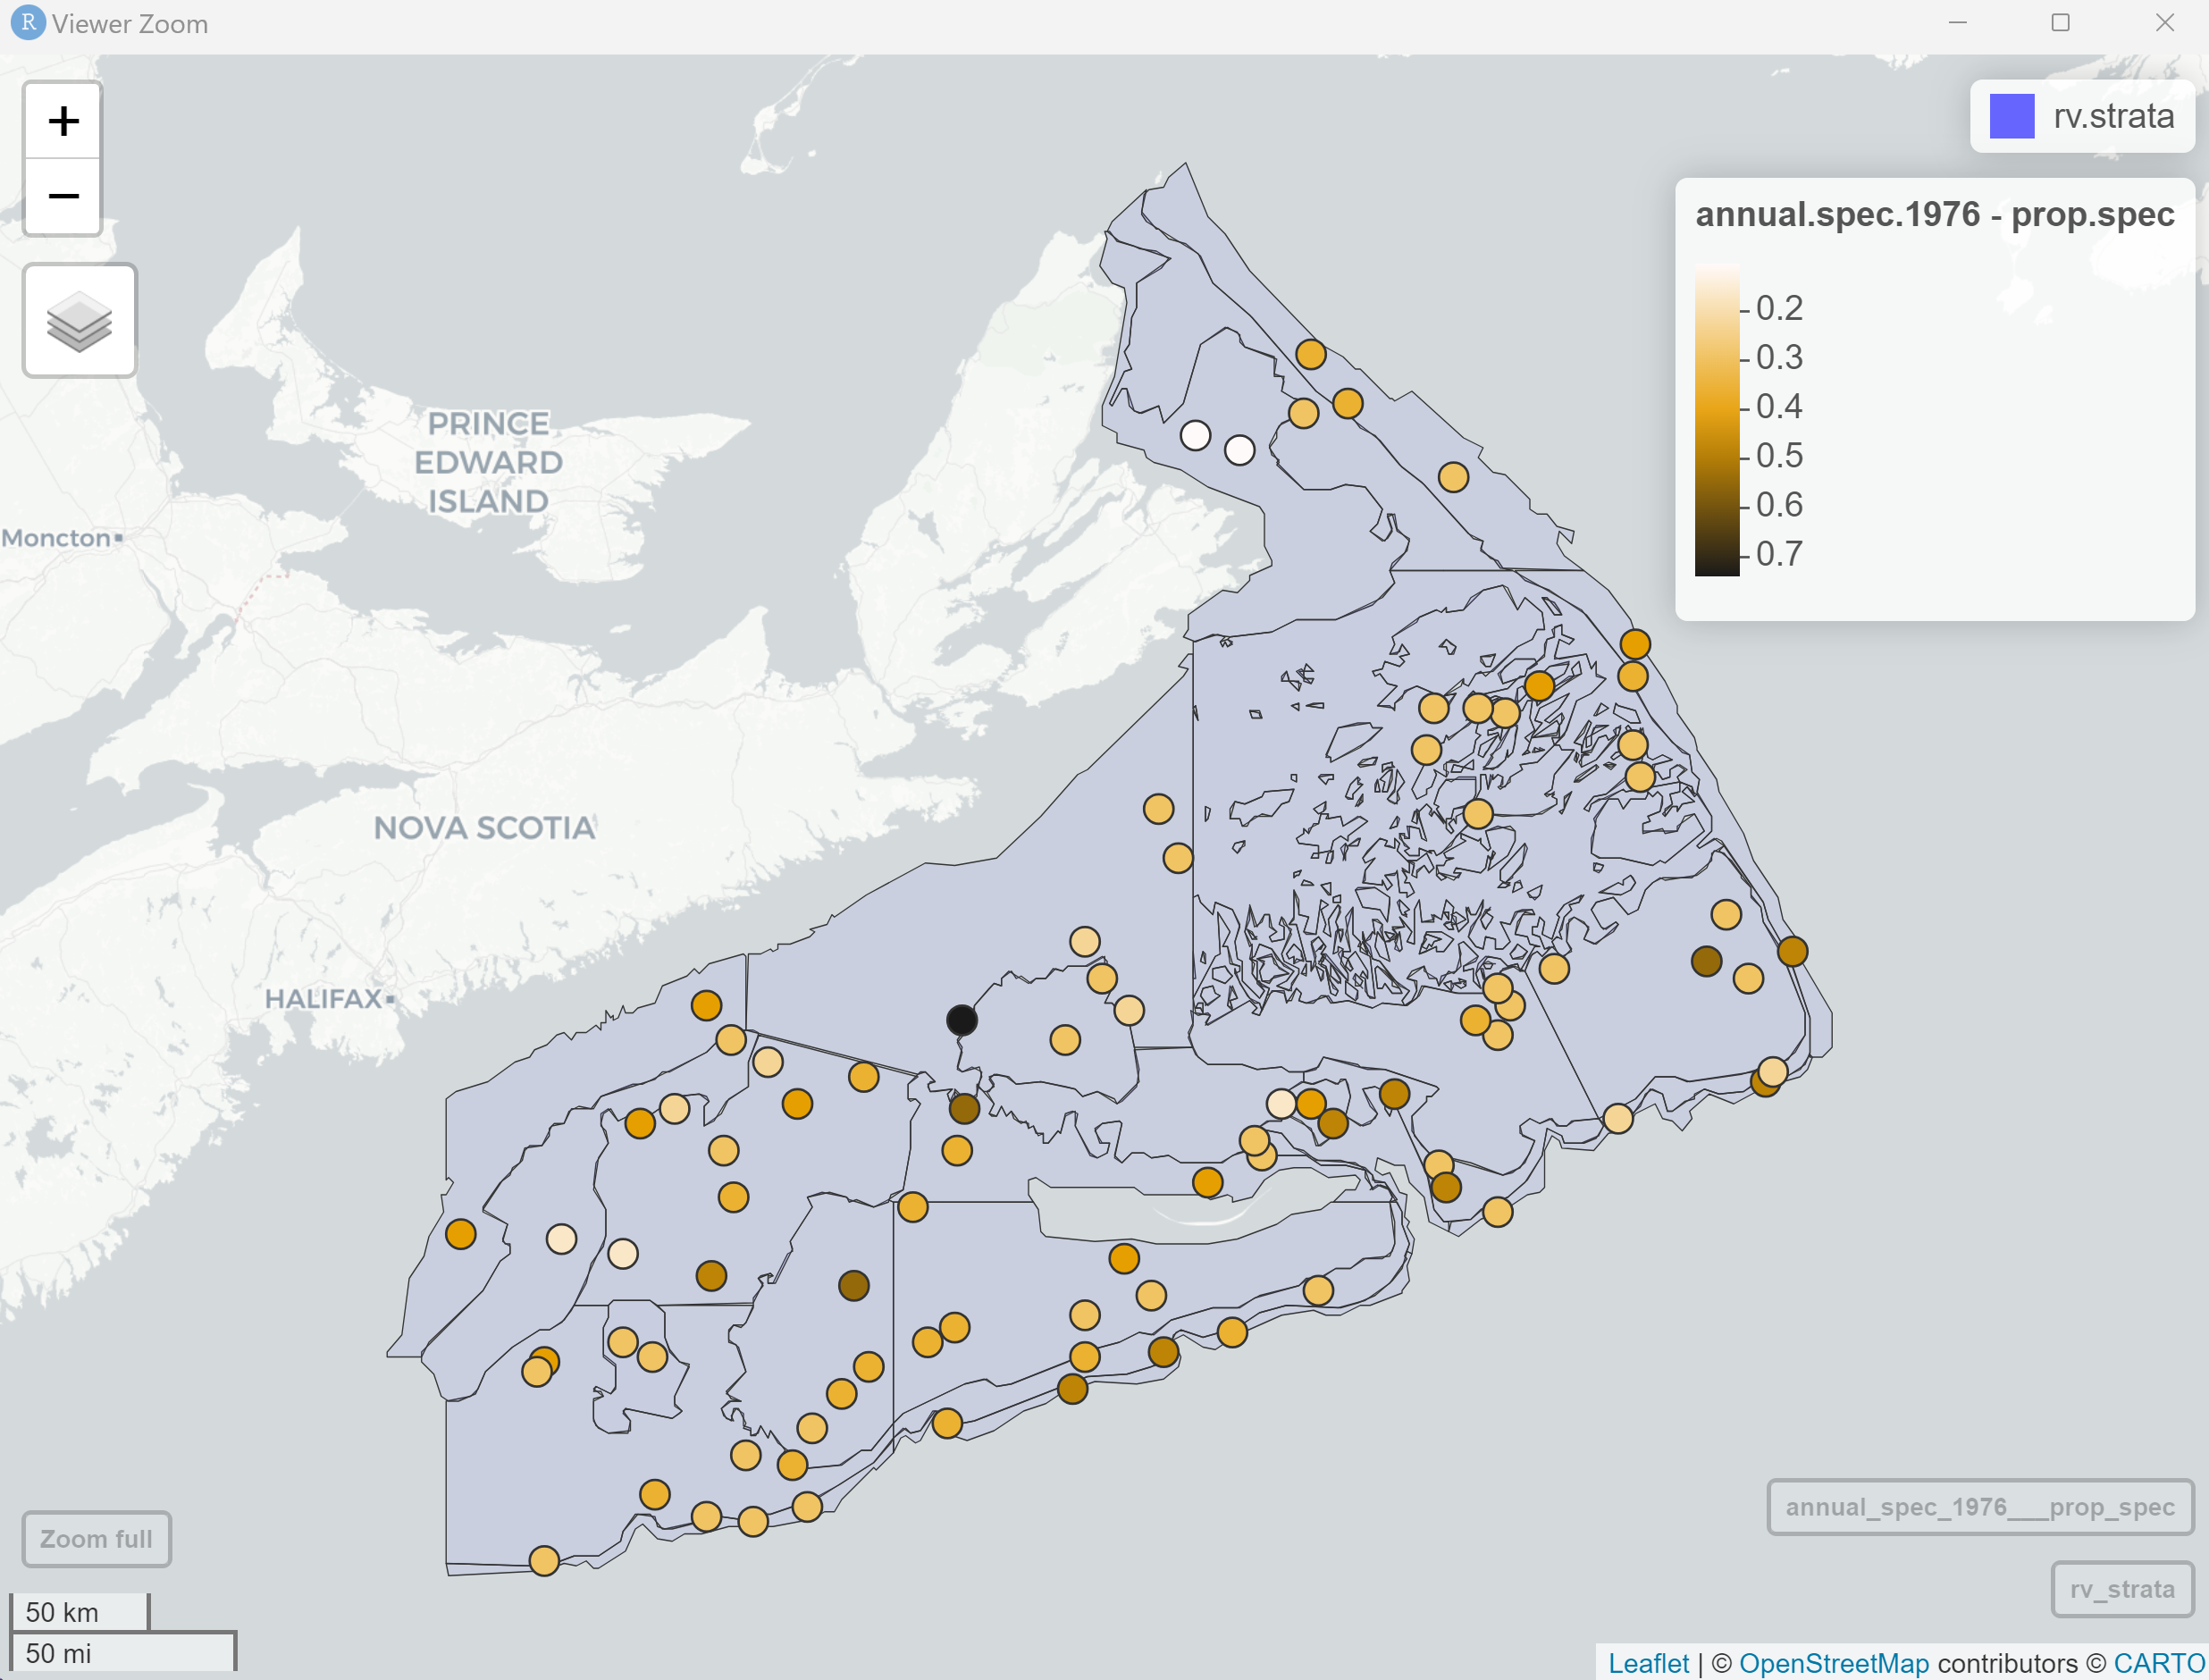 R Viewer Zoom
+
−
rv.strata
annual.spec.1976 - prop.spec
0.2
0.3
0.4
0.5
0.6
0.7
PRINCE
EDWARD
ISLAND
Moncton
NOVA SCOTIA
HALIFAX
annual_spec_1976___prop_spec
Zoom full
rv_strata
50 km
50 mi
Leaflet | © OpenStreetMap contributors © CARTO